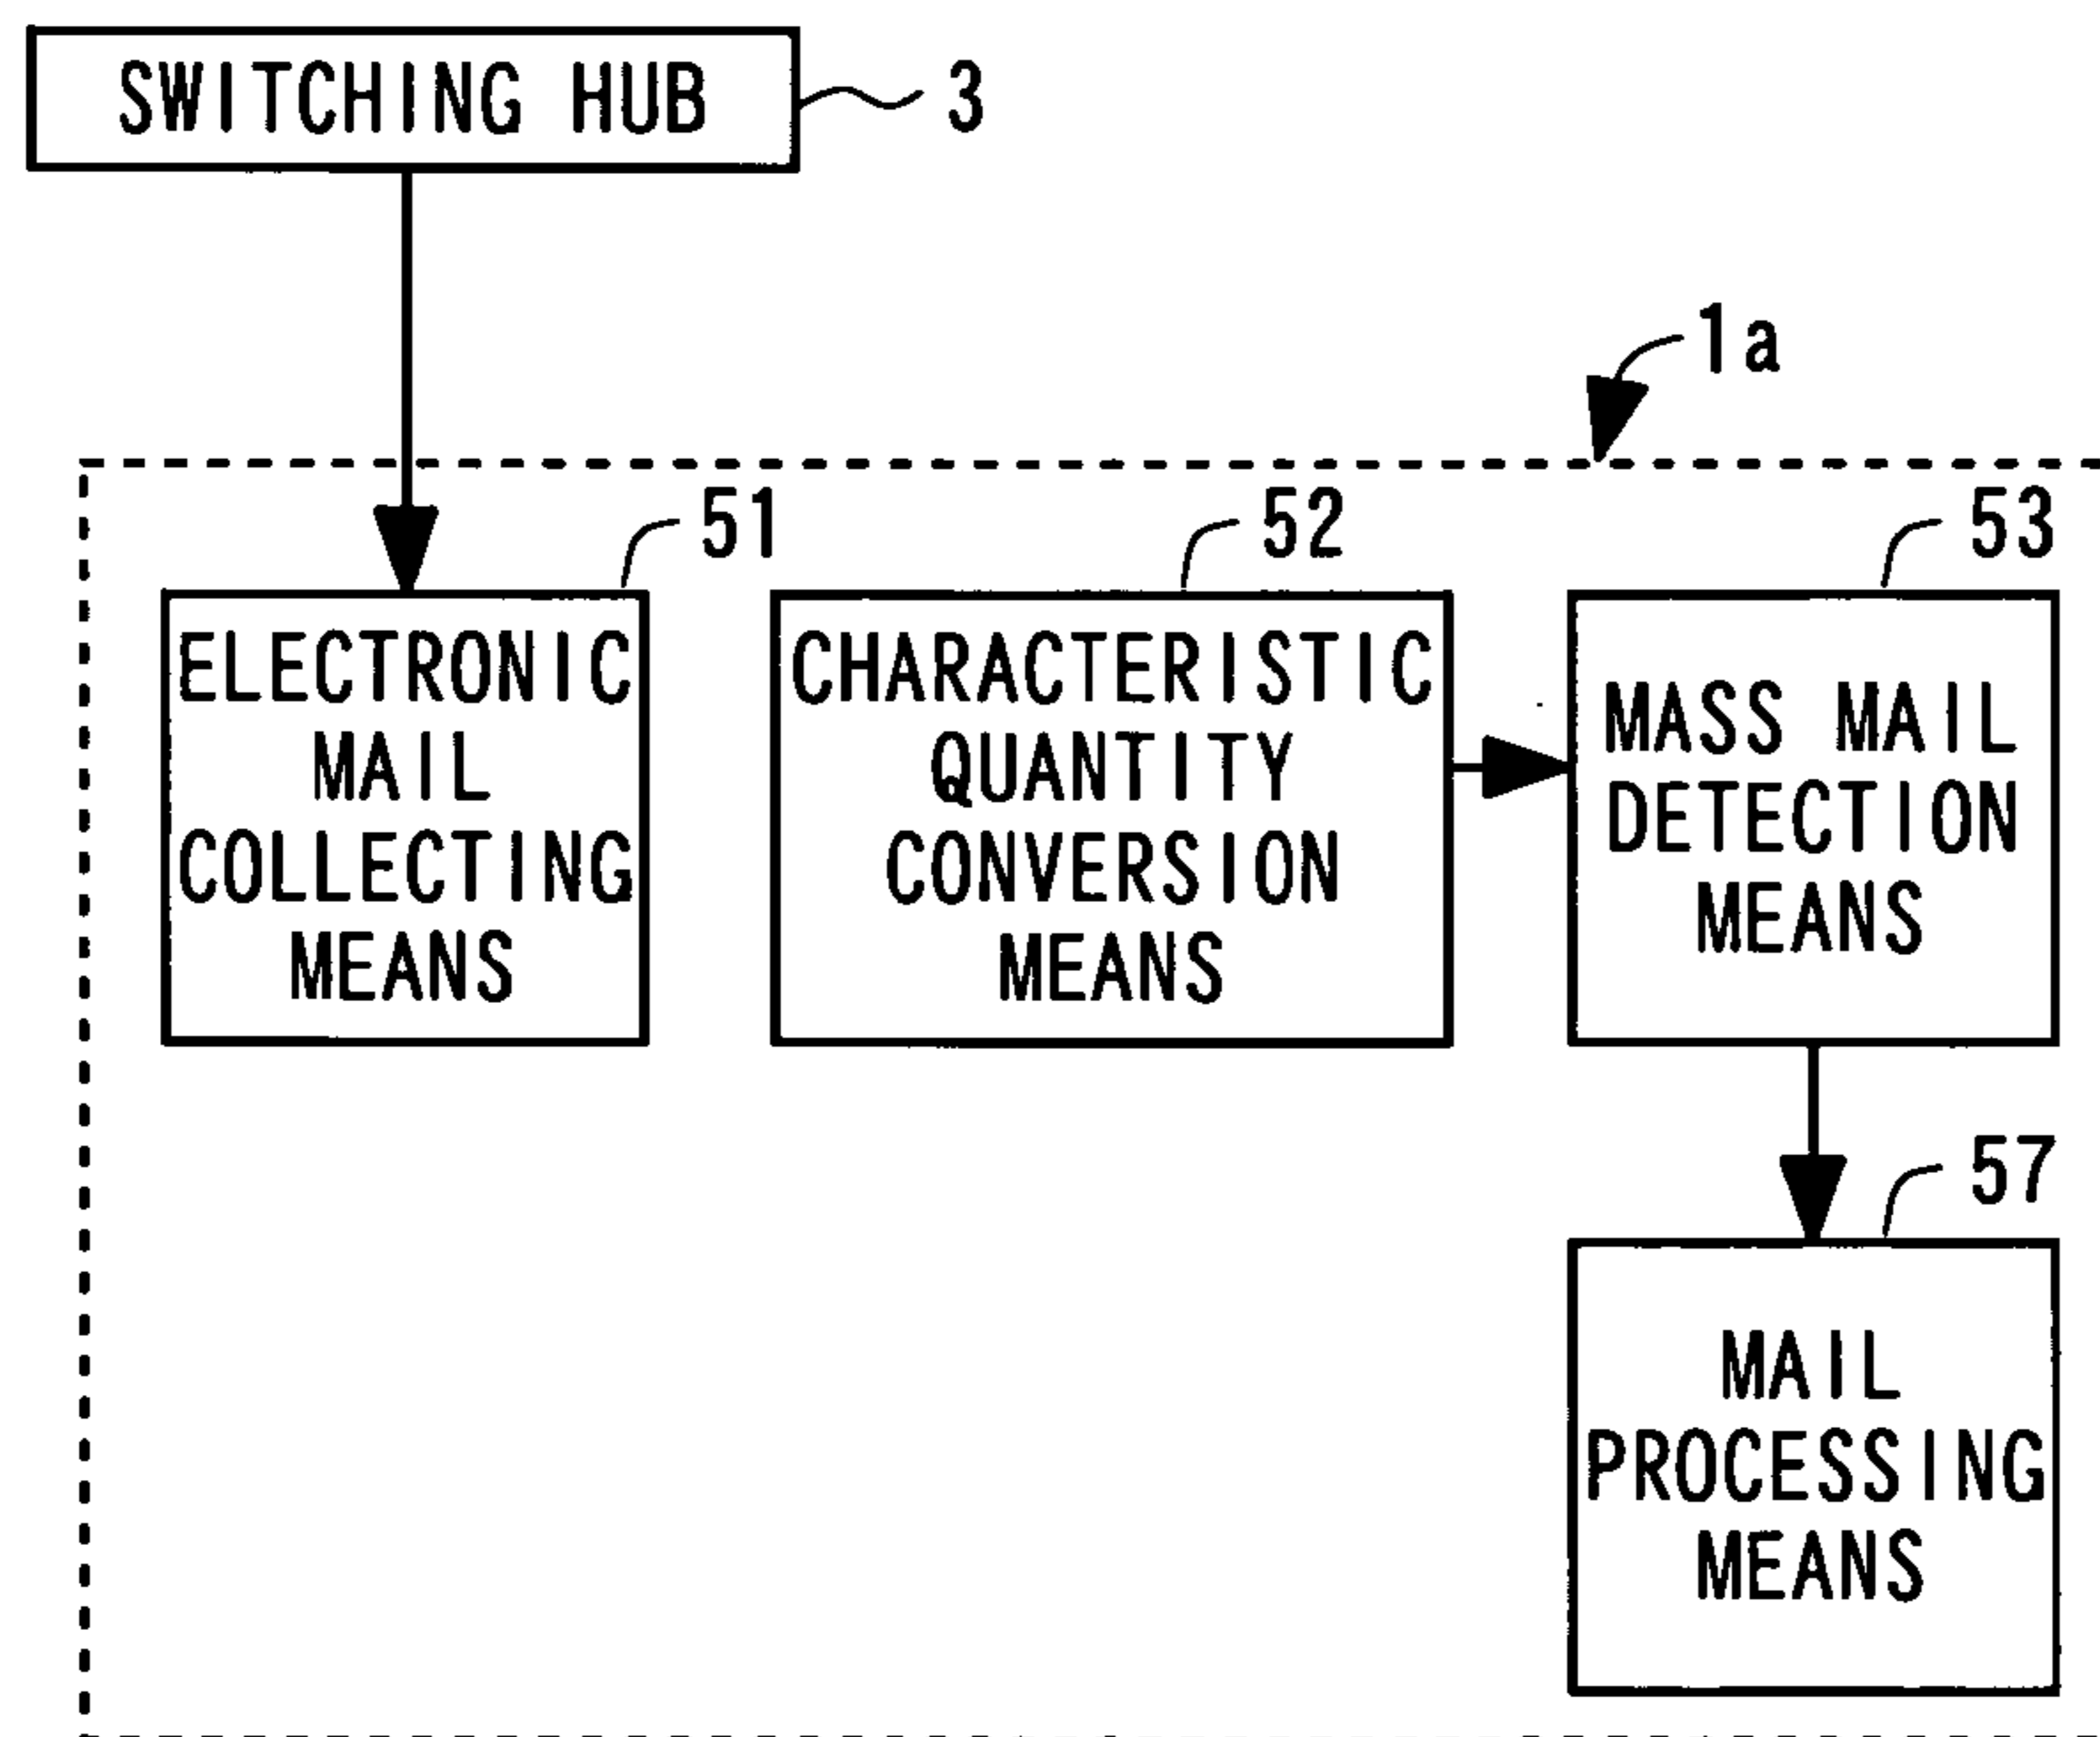 SWITCHING HUB
3
1a
51
52
53
ELECTRONIC
MAIL
COLLECTING
MEANS
CHARACTERISTIC
QUANTITY
CONVERSION
MEANS
MASS MAIL
DETECTION
MEANS
57
MAIL
PROCESSING
MEANS